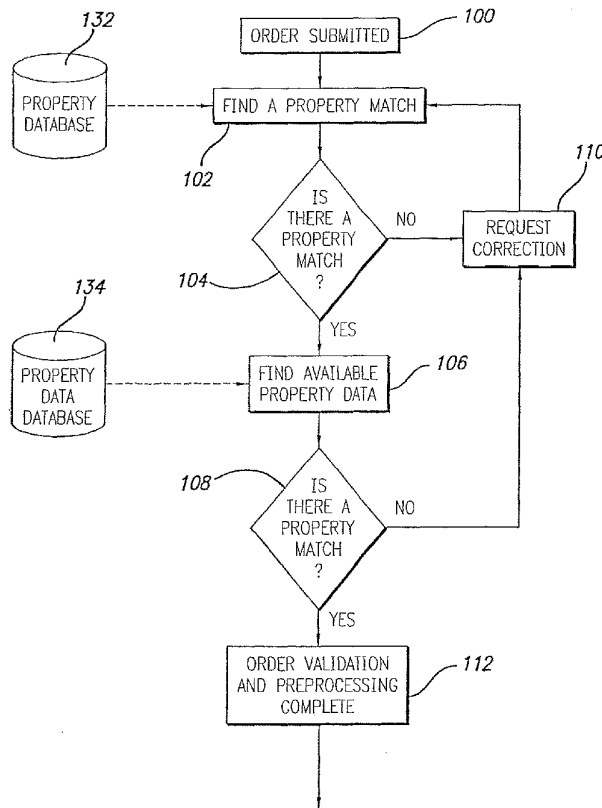 132
100
ORDER SUBMITTED
PROPERTY
DATABASE
FIND A PROPERTY MATCH
102
110
IS
THERE A
PROPERTY
MATCH
?
NO
REQUEST
CORRECTION
104
YES
134
PROPERTY
DATA
DATABASE
FIND AVAILABLE
PROPERTY DATA
106
108
IS
THERE A
PROPERTY
MATCH
?
NO
YES
ORDER VALIDATION
AND PREPROCESSING
COMPLETE
112